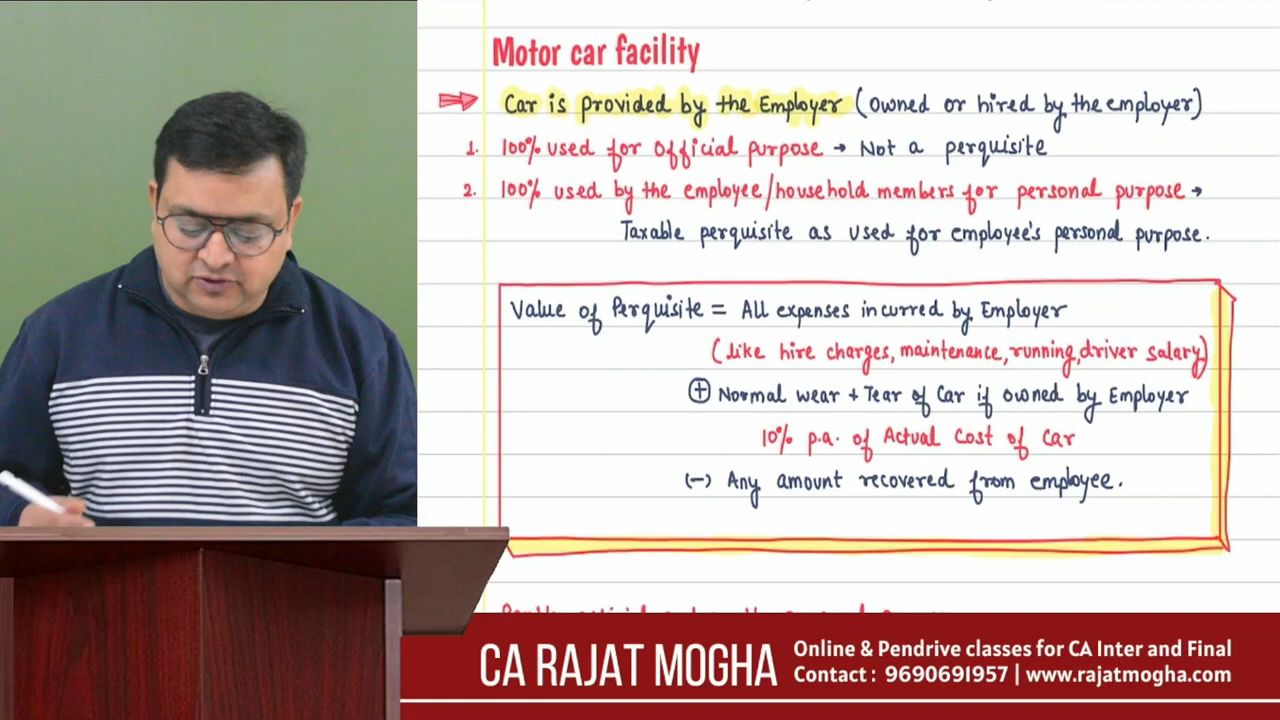 Motor car facility
Car is provided by the Employer (owned or hired by the employer)
1. 100% used for Official purpose → Not a perquisite
2. 100% used by the employee/household members for personal purpose →
Taxable perquisite as used for employee's personal purpose.
Value of Perquisite = All expenses incurred by Employer
(like hire charges, maintenance, running, driver salary)
(+) Normal wear + Tear of Car if owned by Employer
10% p.a. of Actual Cost of Car
(-) Any amount recovered from employee.
CA RAJAT MOGHA
Online & Pendrive classes for CA Inter and Final
Contact : 9690691957 | www.rajatmogha.com